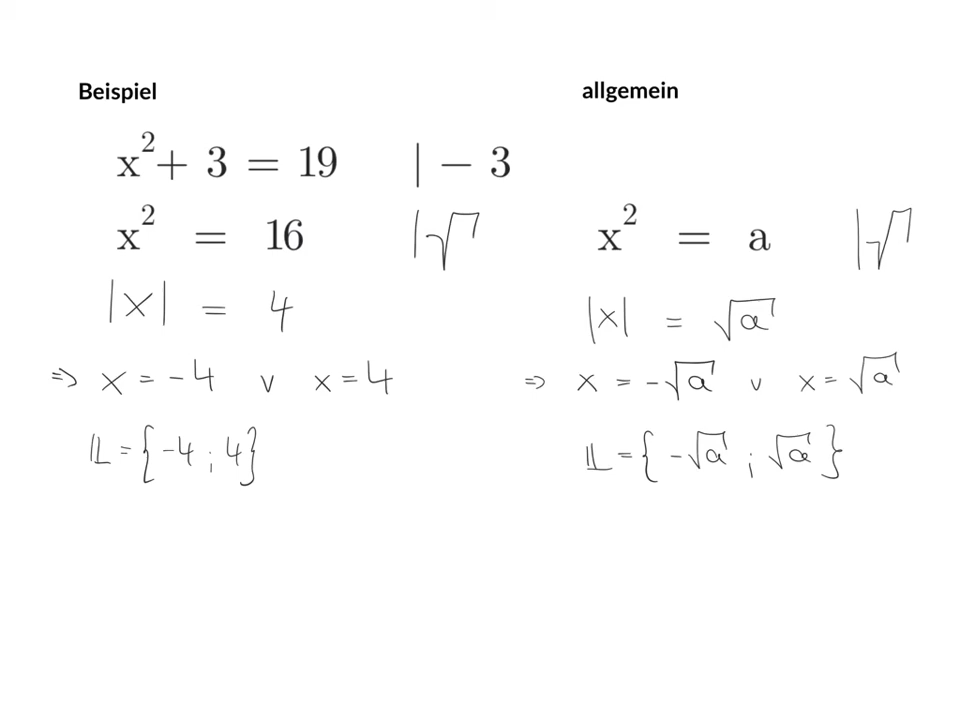 Beispiel
x² + 3 = 19 | − 3
x² = 16 |√
|x| = 4
⇒ x = −4 ∨ x = 4
𝕃 = {−4 ; 4}
allgemein
x² = a |√
|x| = √a
⇒ x = −√a ∨ x = √a
𝕃 = {−√a ; √a}